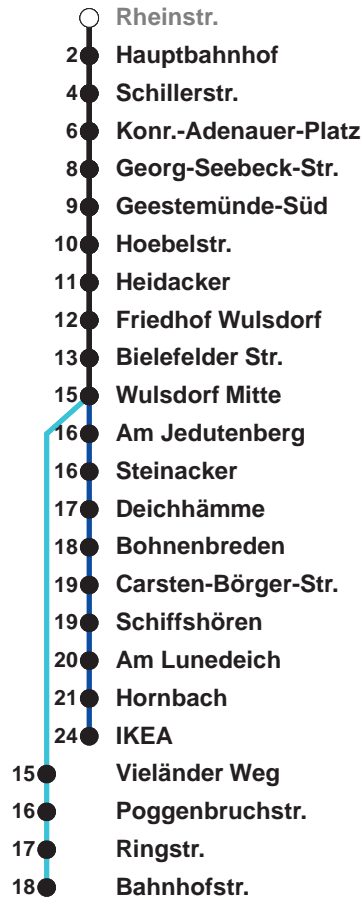 Rheinstr.
2 Hauptbahnhof
4 Schillerstr.
6 Konr.-Adenauer-Platz
8 Georg-Seebeck-Str.
9 Geestemünde-Süd
10 Hoebelstr.
11 Heidacker
12 Friedhof Wulsdorf
13 Bielefelder Str.
15 Wulsdorf Mitte
16 Am Jedutenberg
16 Steinacker
17 Deichhämme
18 Bohnenbreden
19 Carsten-Börger-Str.
19 Schiffshören
20 Am Lunedeich
21 Hornbach
24 IKEA
15 Vieländer Weg
16 Poggenbruchstr.
17 Ringstr.
18 Bahnhofstr.